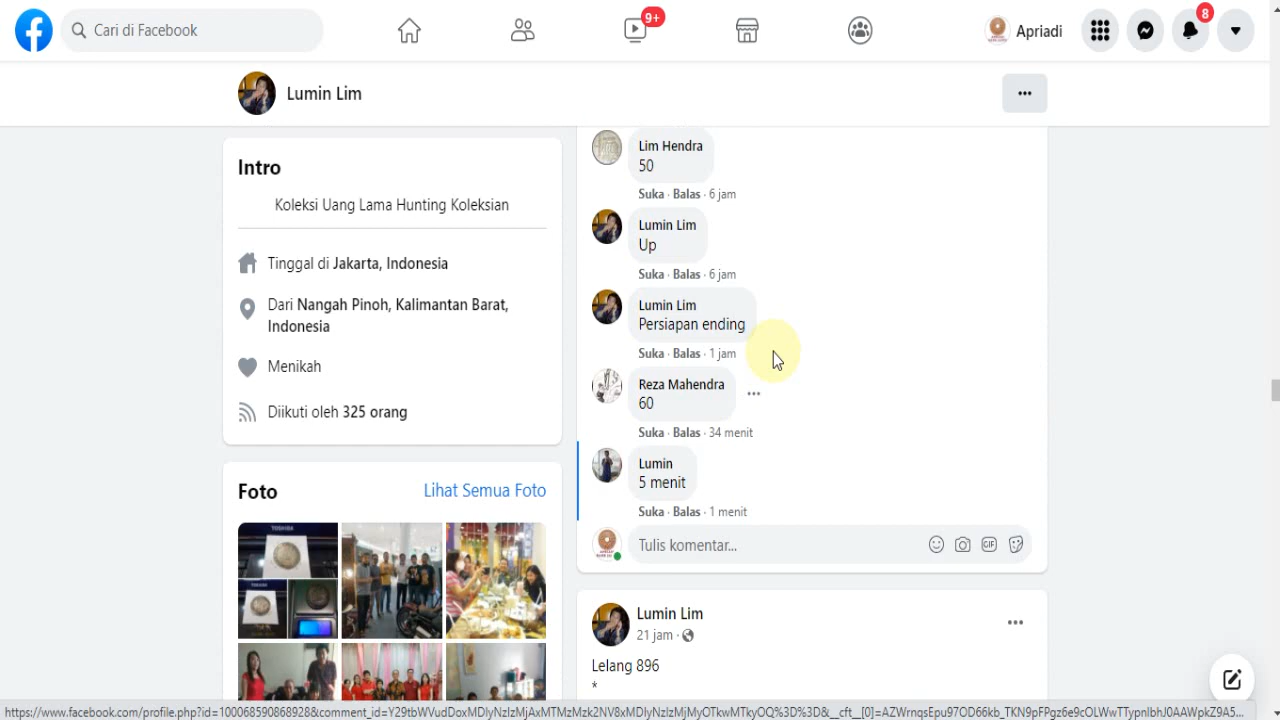 Cari di Facebook
9+
Apriadi
8
Lumin Lim
Intro
Koleksi Uang Lama Hunting Koleksian
Tinggal di Jakarta, Indonesia
Dari Nangah Pinoh, Kalimantan Barat,
Indonesia
Menikah
Diikuti oleh 325 orang
Foto
Lihat Semua Foto
TOSHIBA
Lim Hendra
50
Suka · Balas · 6 jam
Lumin Lim
Up
Suka · Balas · 6 jam
Lumin Lim
Persiapan ending
Suka · Balas · 1 jam
Reza Mahendra
60
Suka · Balas · 34 menit
Lumin
5 menit
Suka · Balas · 1 menit
Tulis komentar...
GIF
Lumin Lim
21 jam ·
Lelang 896
*